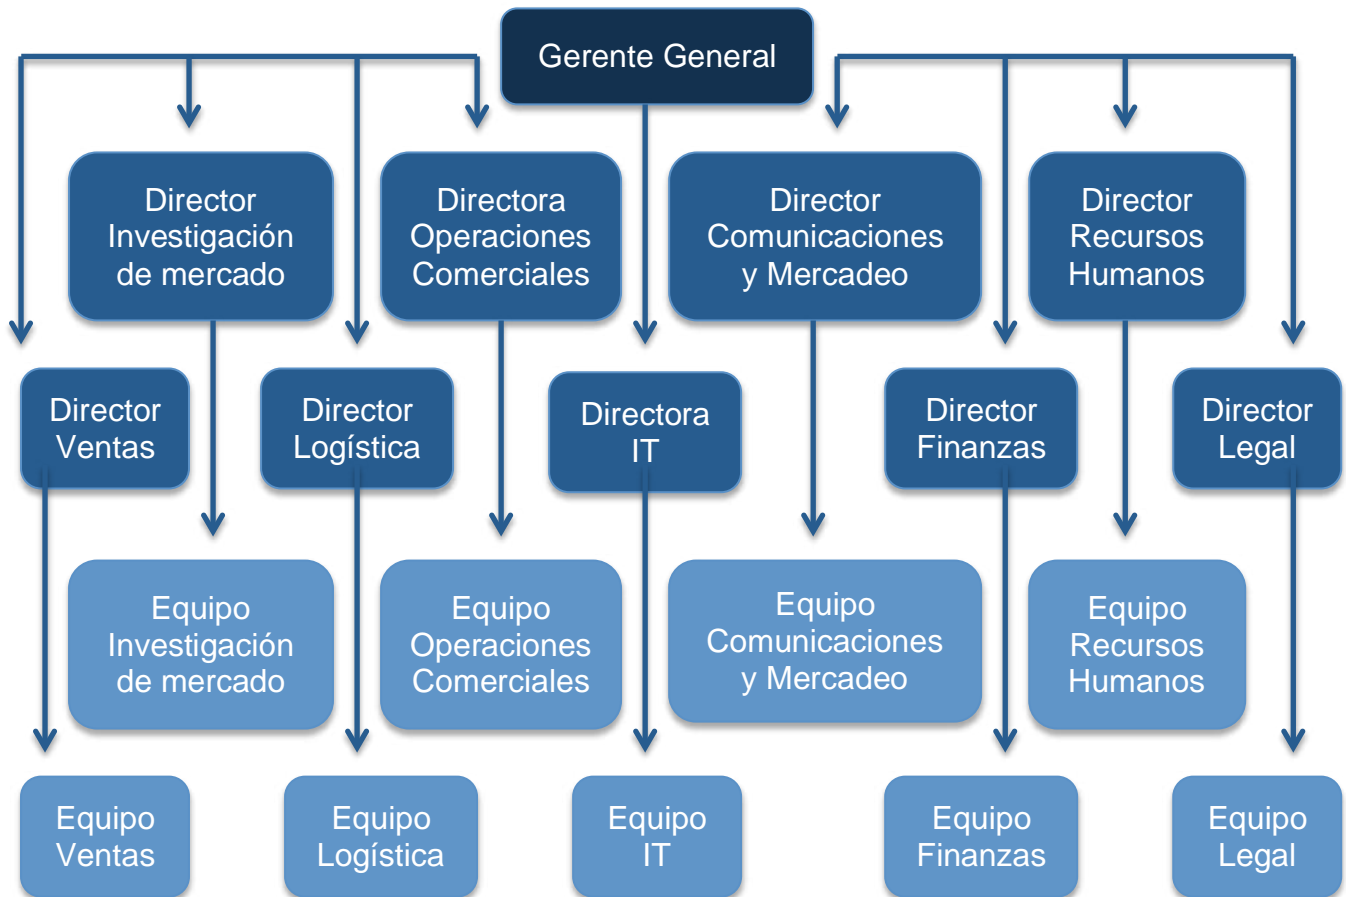 Gerente General
Director
Investigación
de mercado
Directora
Operaciones
Comerciales
Director
Comunicaciones
y Mercadeo
Director
Recursos
Humanos
Director
Ventas
Director
Logística
Directora
IT
Director
Finanzas
Director
Legal
Equipo
Investigación
de mercado
Equipo
Operaciones
Comerciales
Equipo
Comunicaciones
y Mercadeo
Equipo
Recursos
Humanos
Equipo
Ventas
Equipo
Logística
Equipo
IT
Equipo
Finanzas
Equipo
Legal